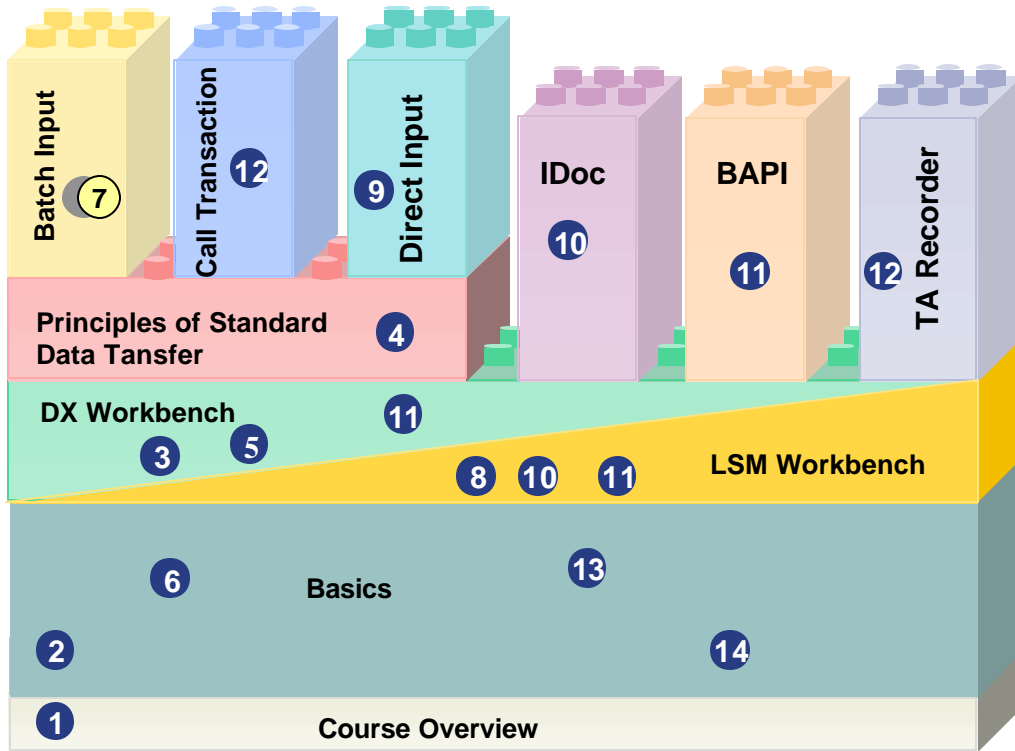 Batch Input
7
Call Transaction
12
Direct Input
9
IDoc
10
BAPI
11
TA Recorder
12
Principles of Standard
Data Tansfer
4
DX Workbench
3
5
11
LSM Workbench
8
10
11
Basics
6
13
2
14
1
Course Overview